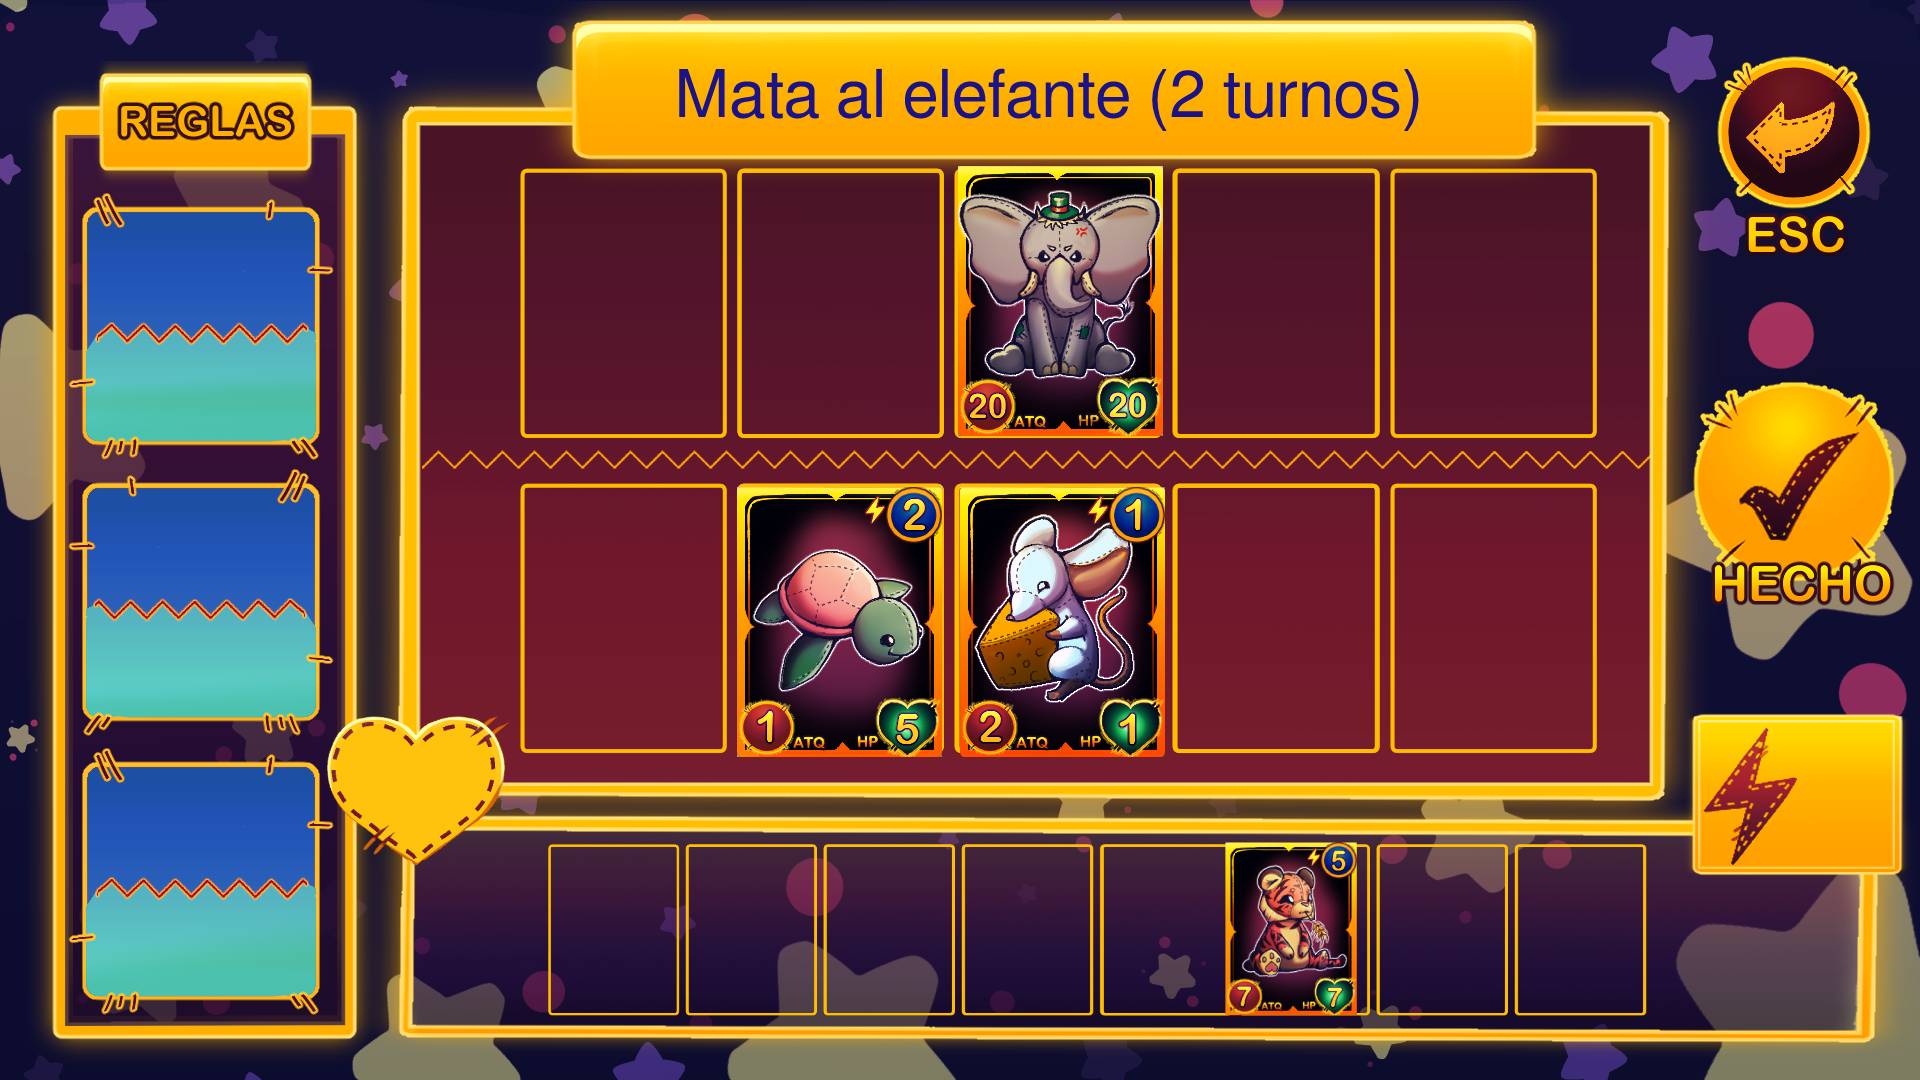 Mata al elefante (2 turnos)
REGLAS
ESC
20 ATQ HP 20
2
1 ATQ HP 5
1
2 ATQ HP 1
HECHO
5
7 ATQ HP 7